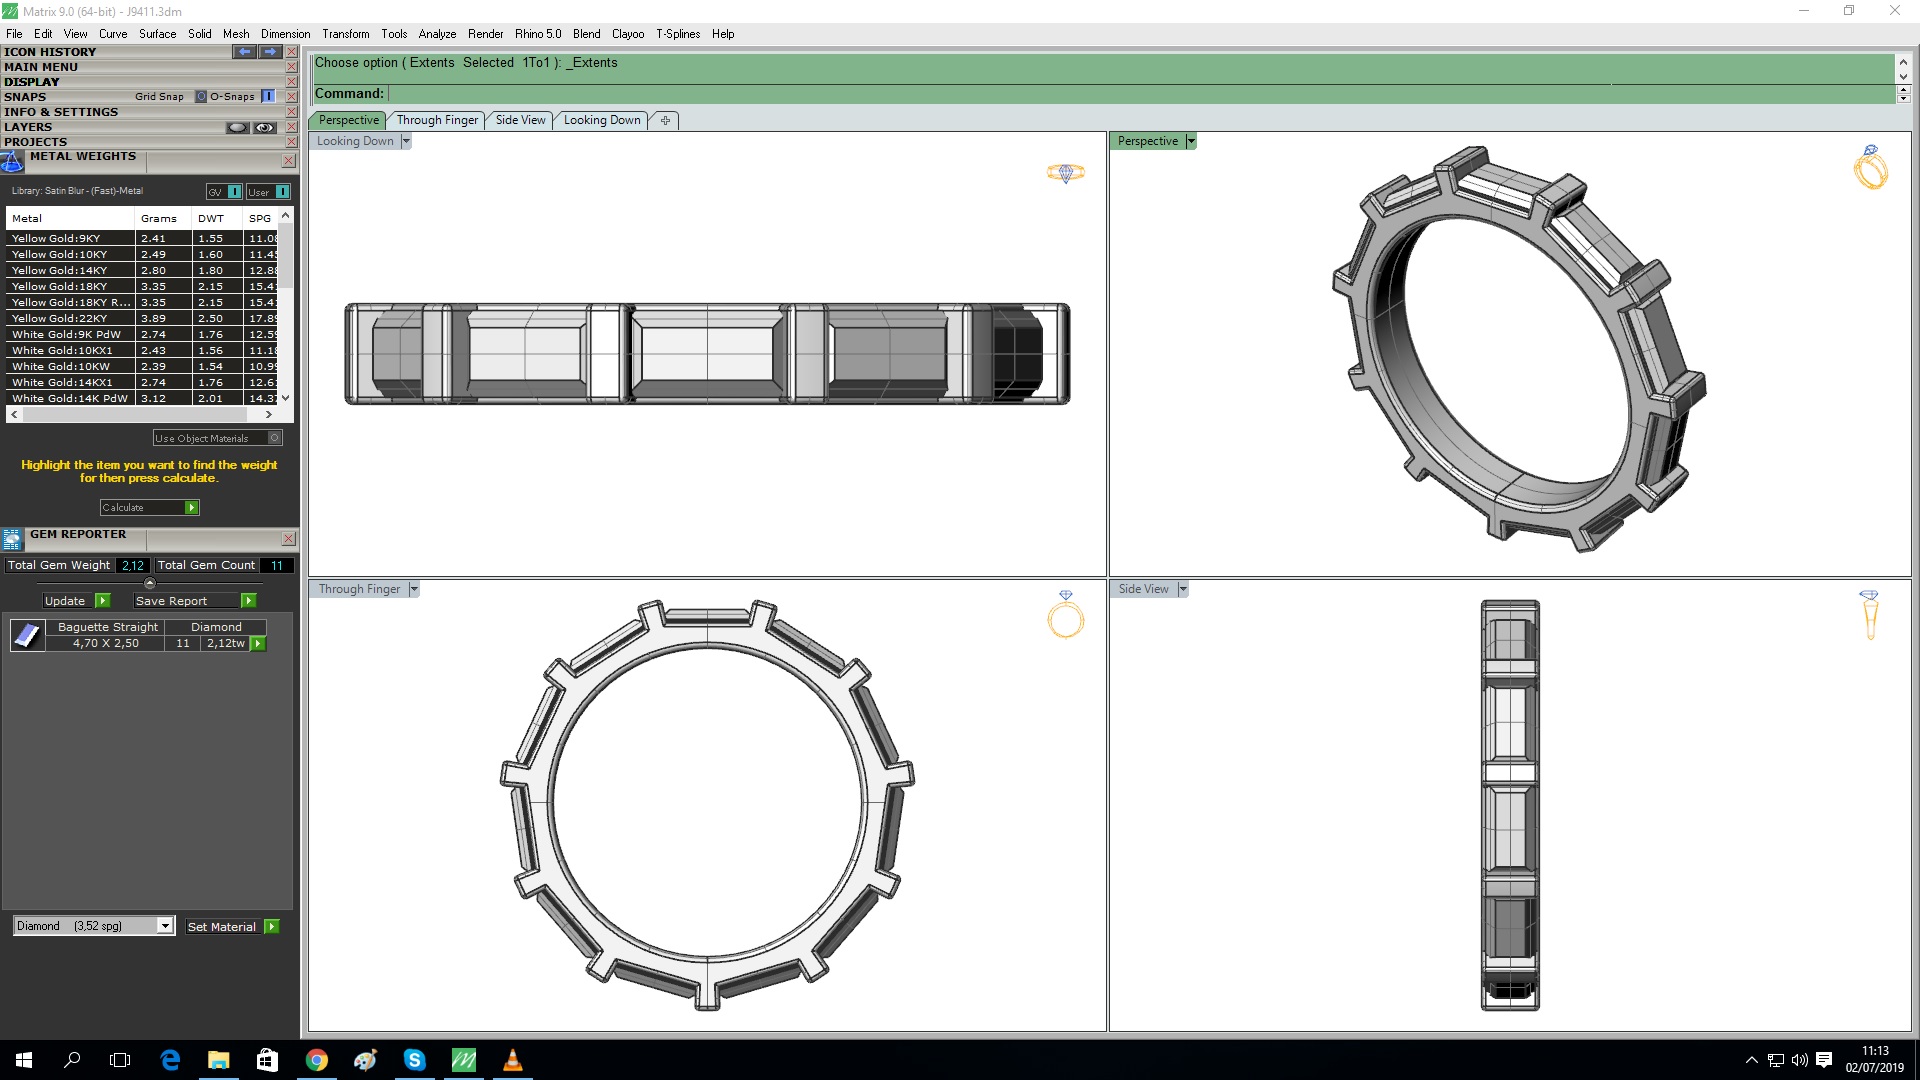 Matrix 9.0 (64-bit) - J9411.3dm
File Edit View Curve Surface Solid Mesh Dimension Transform Tools Analyze Render Rhino 5.0 Blend Clayoo T-Splines Help
ICON HISTORY
MAIN MENU
DISPLAY
SNAPS Grid Snap O-Snaps
INFO & SETTINGS
LAYERS
PROJECTS
METAL WEIGHTS
Library: Satin Blur - (Fast)-Metal GV User
Metal Grams DWT SPG
Yellow Gold:9KY 2.41 1.55 11.08
Yellow Gold:10KY 2.49 1.60 11.45
Yellow Gold:14KY 2.80 1.80 12.88
Yellow Gold:18KY 3.35 2.15 15.41
Yellow Gold:18KY R... 3.35 2.15 15.41
Yellow Gold:22KY 3.89 2.50 17.89
White Gold:9K PdW 2.74 1.76 12.59
White Gold:10KX1 2.43 1.56 11.18
White Gold:10KW 2.39 1.54 10.99
White Gold:14KX1 2.74 1.76 12.61
White Gold:14K PdW 3.12 2.01 14.37
Use Object Materials
Highlight the item you want to find the weight
for then press calculate.
Calculate
GEM REPORTER
Total Gem Weight 2,12 Total Gem Count 11
Update Save Report
Baguette Straight Diamond
4,70 X 2,50 11 2,12tw
Diamond (3,52 spg) Set Material
Choose option ( Extents Selected 1To1 ): _Extents
Command:
Perspective Through Finger Side View Looking Down
Looking Down
Perspective
Through Finger
Side View
11:13
02/07/2019